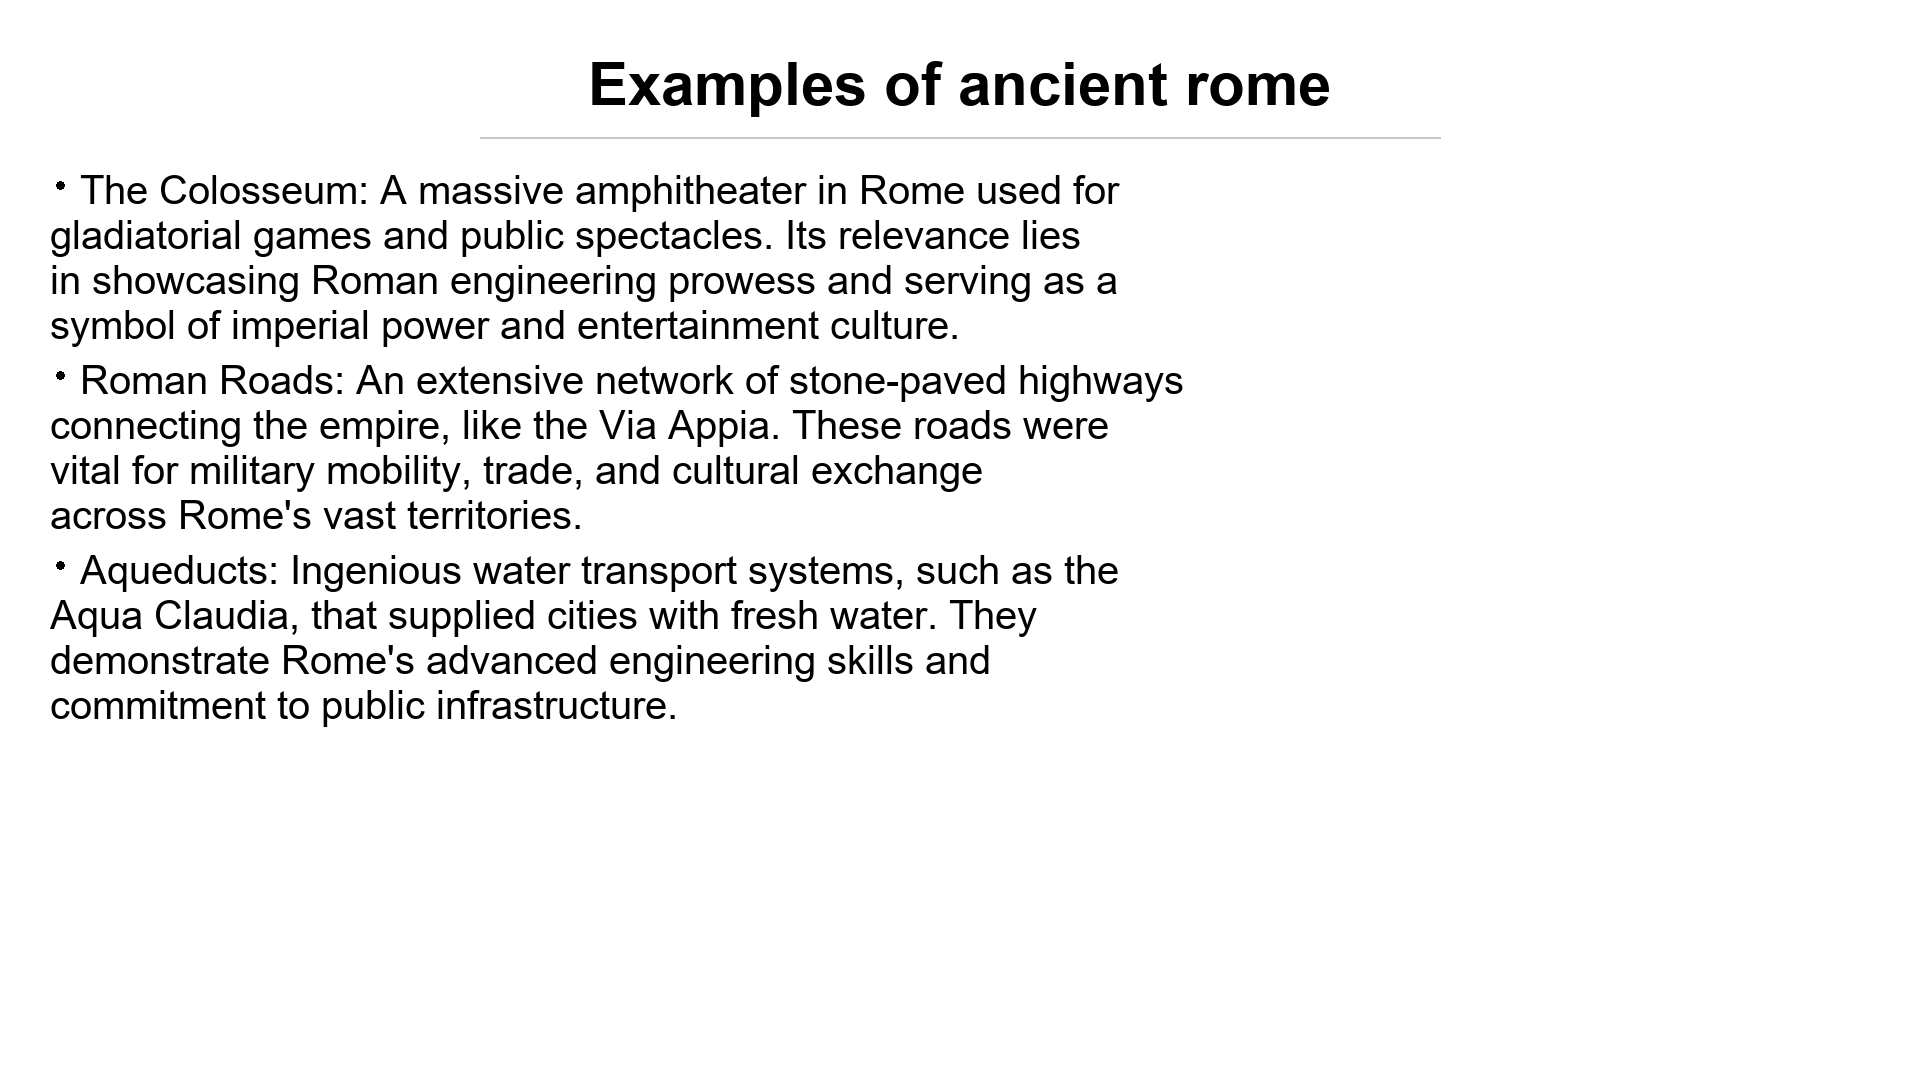 Examples of ancient rome
• The Colosseum: A massive amphitheater in Rome used for
gladiatorial games and public spectacles. Its relevance lies
in showcasing Roman engineering prowess and serving as a
symbol of imperial power and entertainment culture.
• Roman Roads: An extensive network of stone-paved highways
connecting the empire, like the Via Appia. These roads were
vital for military mobility, trade, and cultural exchange
across Rome's vast territories.
• Aqueducts: Ingenious water transport systems, such as the
Aqua Claudia, that supplied cities with fresh water. They
demonstrate Rome's advanced engineering skills and
commitment to public infrastructure.